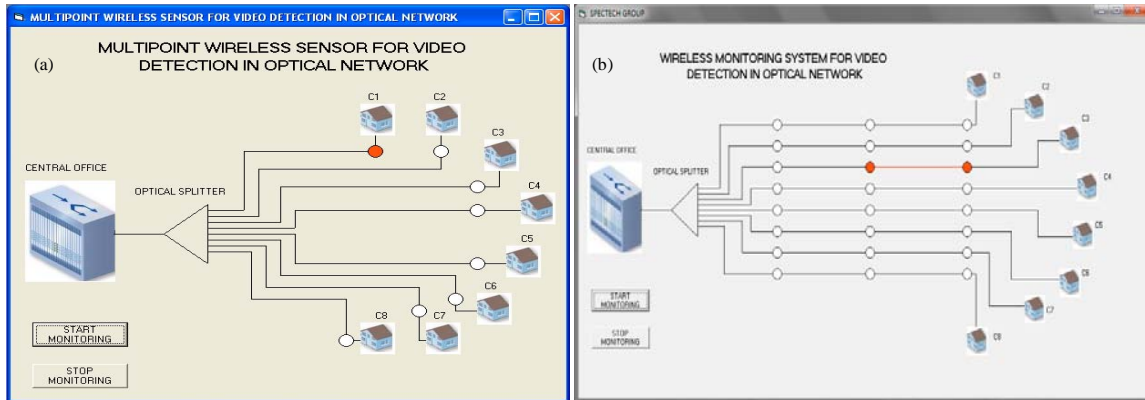 MULTIPOINT WIRELESS SENSOR FOR VIDEO DETECTION IN OPTICAL NETWORK
(a)
MULTIPOINT WIRELESS SENSOR FOR VIDEO
DETECTION IN OPTICAL NETWORK
C1
C2
C3
CENTRAL OFFICE
OPTICAL SPLITTER
C4
C5
C6
C8
C7
START
MONITORING
STOP
MONITORING
SPECTECH GROUP
(b)
WIRELESS MONITORING SYSTEM FOR VIDEO
DETECTION IN OPTICAL NETWORK
C1
C2
C3
CENTRAL OFFICE
OPTICAL SPLITTER
C4
C5
C6
START
MONITORING
C7
STOP
MONITORING